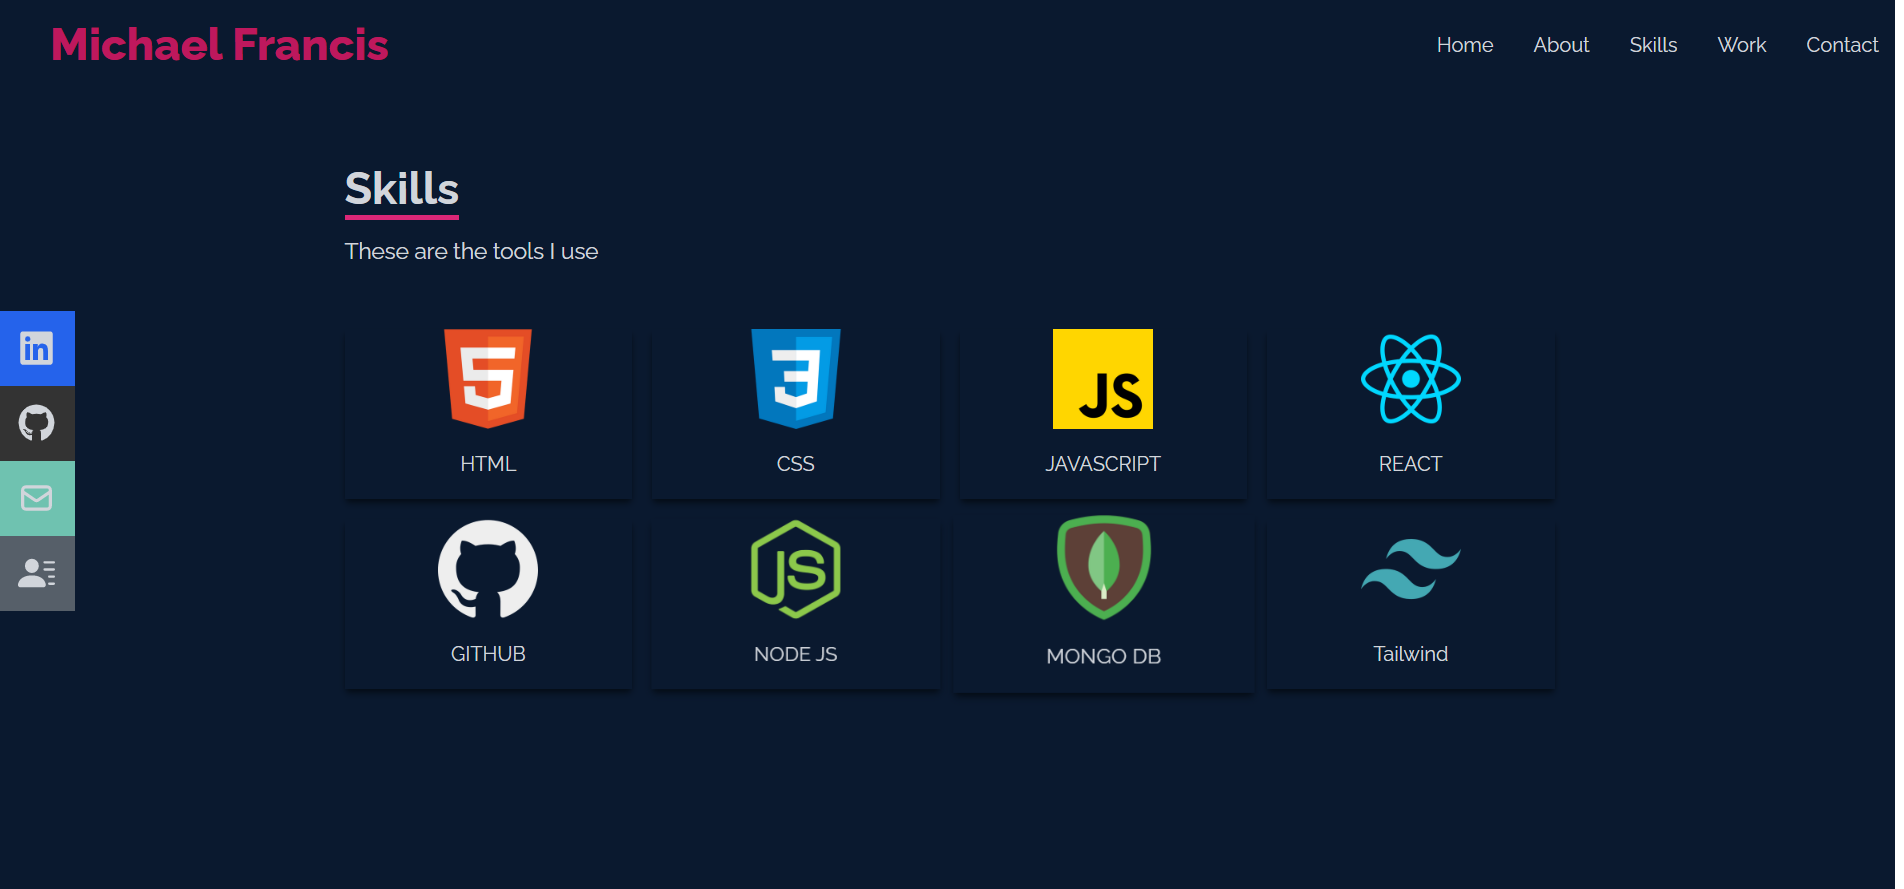 Michael Francis
Home About Skills Work Contact
Skills
These are the tools I use
in
5
3
JS
HTML
CSS
JAVASCRIPT
REACT
JS
GITHUB
NODE JS
MONGO DB
Tailwind